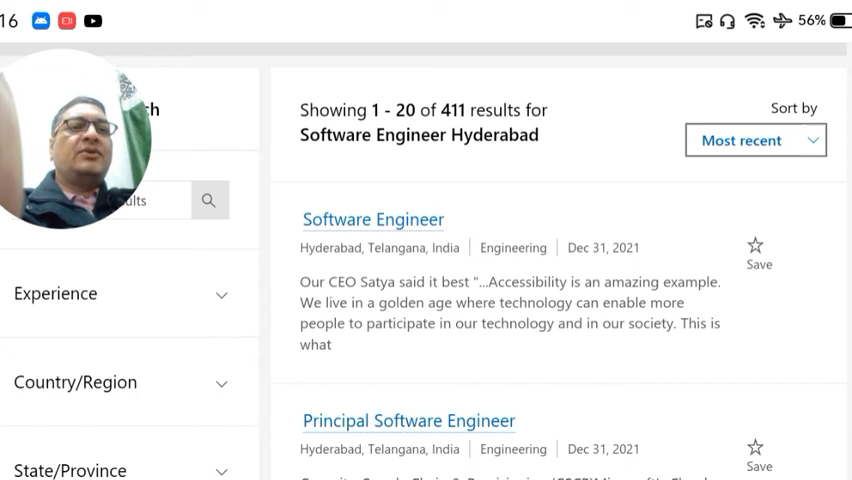 16
56%
th
Showing 1 - 20 of 411 results for
Software Engineer Hyderabad
Sort by
Most recent
Software Engineer
Hyderabad, Telangana, India | Engineering | Dec 31, 2021
Save
Our CEO Satya said it best "...Accessibility is an amazing example.
We live in a golden age where technology can enable more
people to participate in our technology and in our society. This is
what
Experience
Country/Region
State/Province
Principal Software Engineer
Hyderabad, Telangana, India | Engineering | Dec 31, 2021
Save